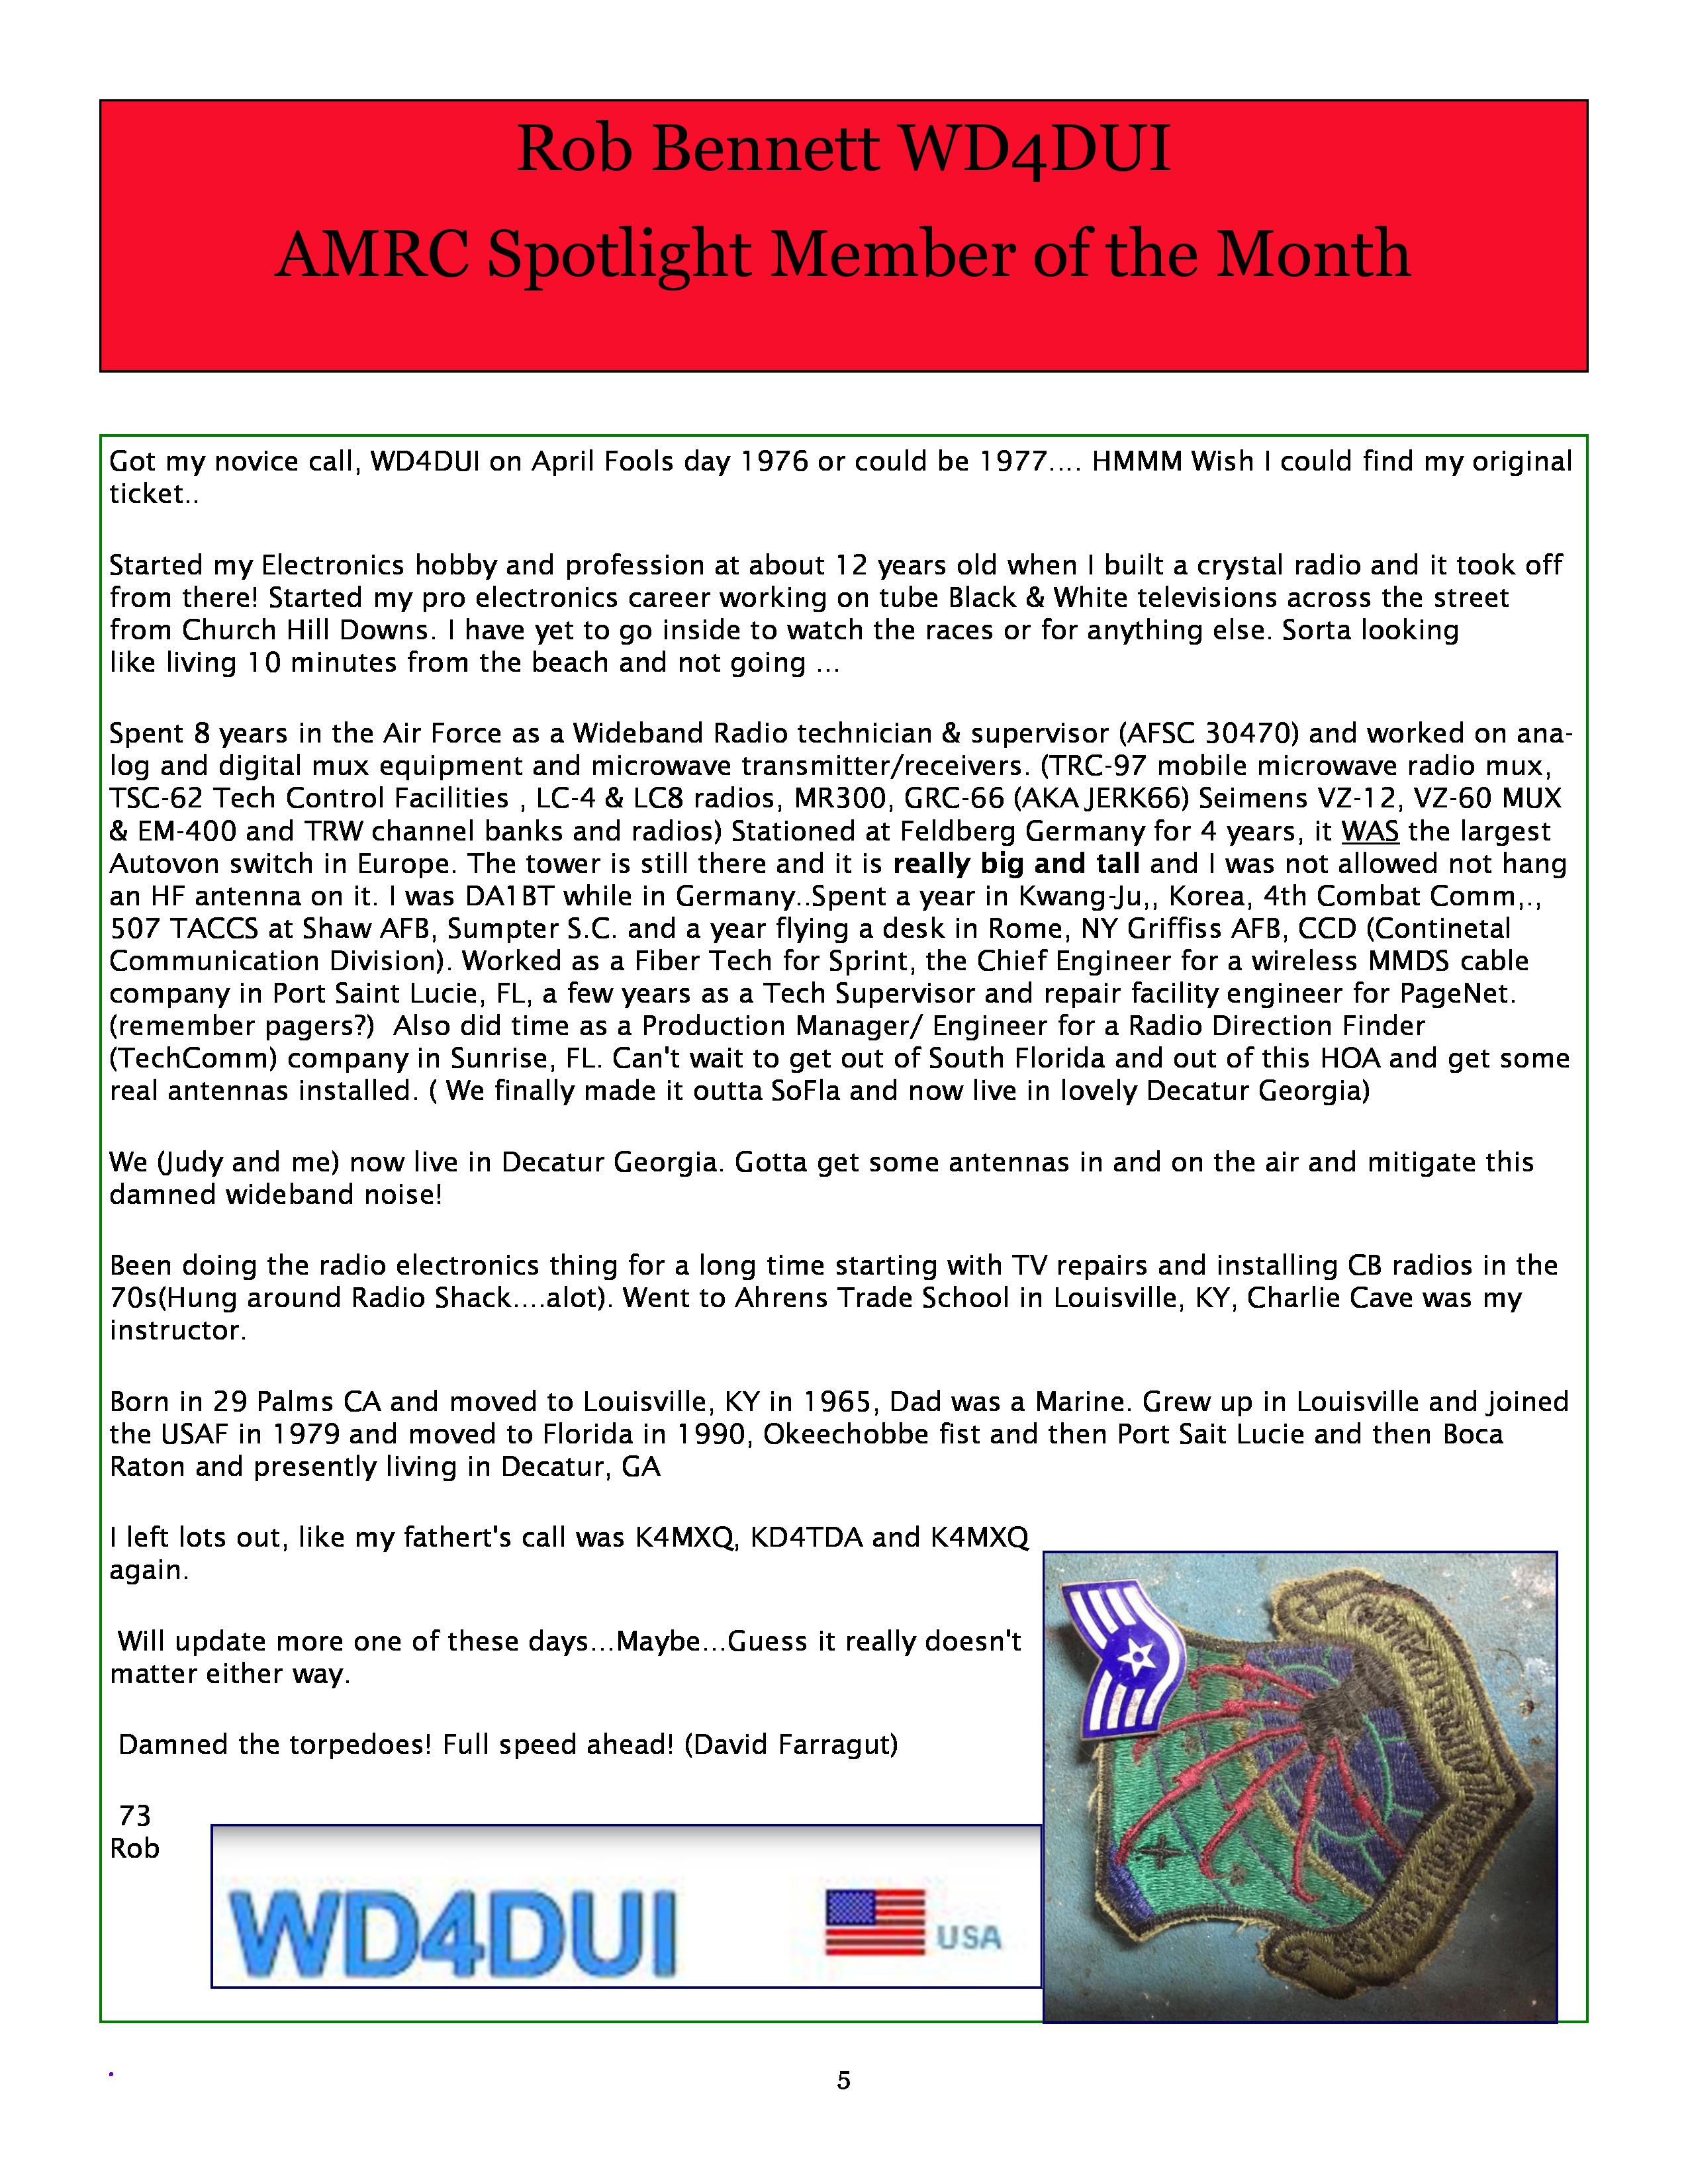 Rob Bennett WD4DUI
AMRC Spotlight Member of the Month
Got my novice call, WD4DUI on April Fools day 1976 or could be 1977.... HMMM Wish I could find my original
ticket..
Started my Electronics hobby and profession at about 12 years old when I built a crystal radio and it took off
from there! Started my pro electronics career working on tube Black & White televisions across the street
from Church Hill Downs. I have yet to go inside to watch the races or for anything else. Sorta looking
like living 10 minutes from the beach and not going ...
Spent 8 years in the Air Force as a Wideband Radio technician & supervisor (AFSC 30470) and worked on ana-
log and digital mux equipment and microwave transmitter/receivers. (TRC-97 mobile microwave radio mux,
TSC-62 Tech Control Facilities , LC-4 & LC8 radios, MR300, GRC-66 (AKA JERK66) Seimens VZ-12, VZ-60 MUX
& EM-400 and TRW channel banks and radios) Stationed at Feldberg Germany for 4 years, it WAS the largest
Autovon switch in Europe. The tower is still there and it is really big and tall and I was not allowed not hang
an HF antenna on it. I was DA1BT while in Germany..Spent a year in Kwang-Ju,, Korea, 4th Combat Comm,.,
507 TACCS at Shaw AFB, Sumpter S.C. and a year flying a desk in Rome, NY Griffiss AFB, CCD (Continetal
Communication Division). Worked as a Fiber Tech for Sprint, the Chief Engineer for a wireless MMDS cable
company in Port Saint Lucie, FL, a few years as a Tech Supervisor and repair facility engineer for PageNet.
(remember pagers?)  Also did time as a Production Manager/ Engineer for a Radio Direction Finder
(TechComm) company in Sunrise, FL. Can't wait to get out of South Florida and out of this HOA and get some
real antennas installed. ( We finally made it outta SoFla and now live in lovely Decatur Georgia)
We (Judy and me) now live in Decatur Georgia. Gotta get some antennas in and on the air and mitigate this
damned wideband noise!
Been doing the radio electronics thing for a long time starting with TV repairs and installing CB radios in the
70s(Hung around Radio Shack....alot). Went to Ahrens Trade School in Louisville, KY, Charlie Cave was my
instructor.
Born in 29 Palms CA and moved to Louisville, KY in 1965, Dad was a Marine. Grew up in Louisville and joined
the USAF in 1979 and moved to Florida in 1990, Okeechobbe fist and then Port Sait Lucie and then Boca
Raton and presently living in Decatur, GA
I left lots out, like my fathert's call was K4MXQ, KD4TDA and K4MXQ
again.
Will update more one of these days...Maybe...Guess it really doesn't
matter either way.
Damned the torpedoes! Full speed ahead! (David Farragut)
73
Rob
WD4DUI
USA
5